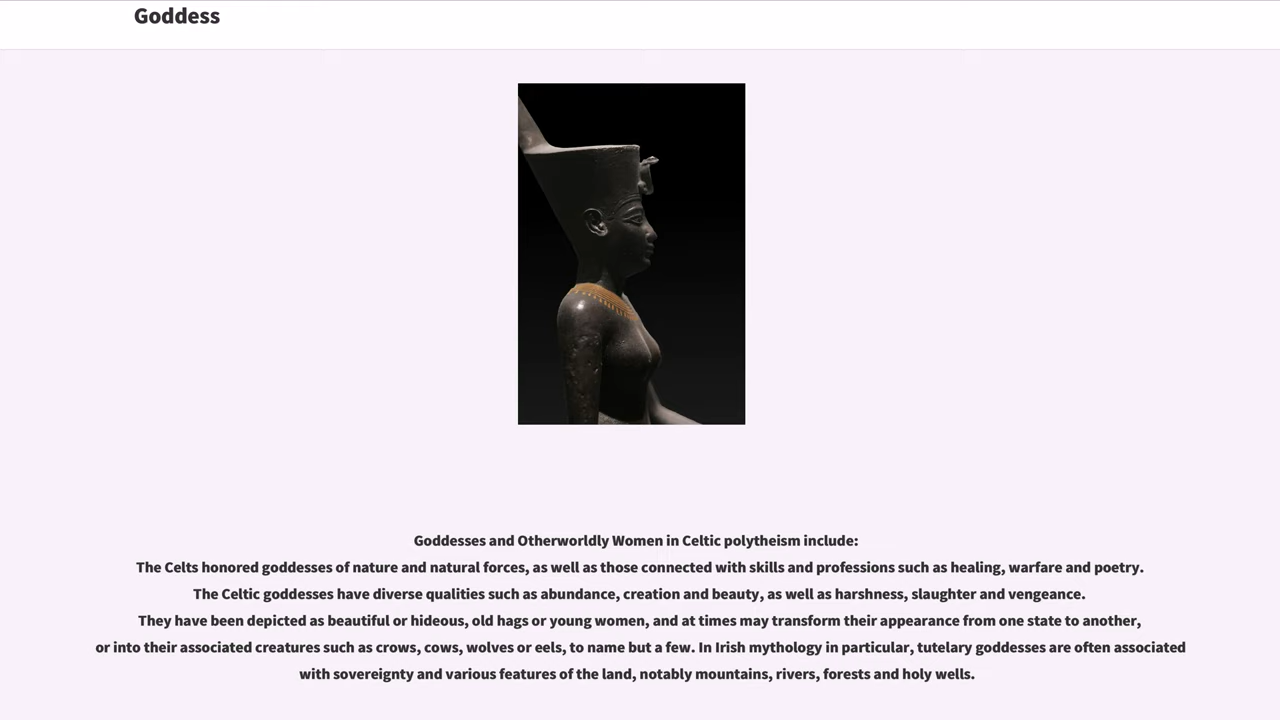 Goddess
Goddesses and Otherworldly Women in Celtic polytheism include:
The Celts honored goddesses of nature and natural forces, as well as those connected with skills and professions such as healing, warfare and poetry.
The Celtic goddesses have diverse qualities such as abundance, creation and beauty, as well as harshness, slaughter and vengeance.
They have been depicted as beautiful or hideous, old hags or young women, and at times may transform their appearance from one state to another,
or into their associated creatures such as crows, cows, wolves or eels, to name but a few. In Irish mythology in particular, tutelary goddesses are often associated
with sovereignty and various features of the land, notably mountains, rivers, forests and holy wells.